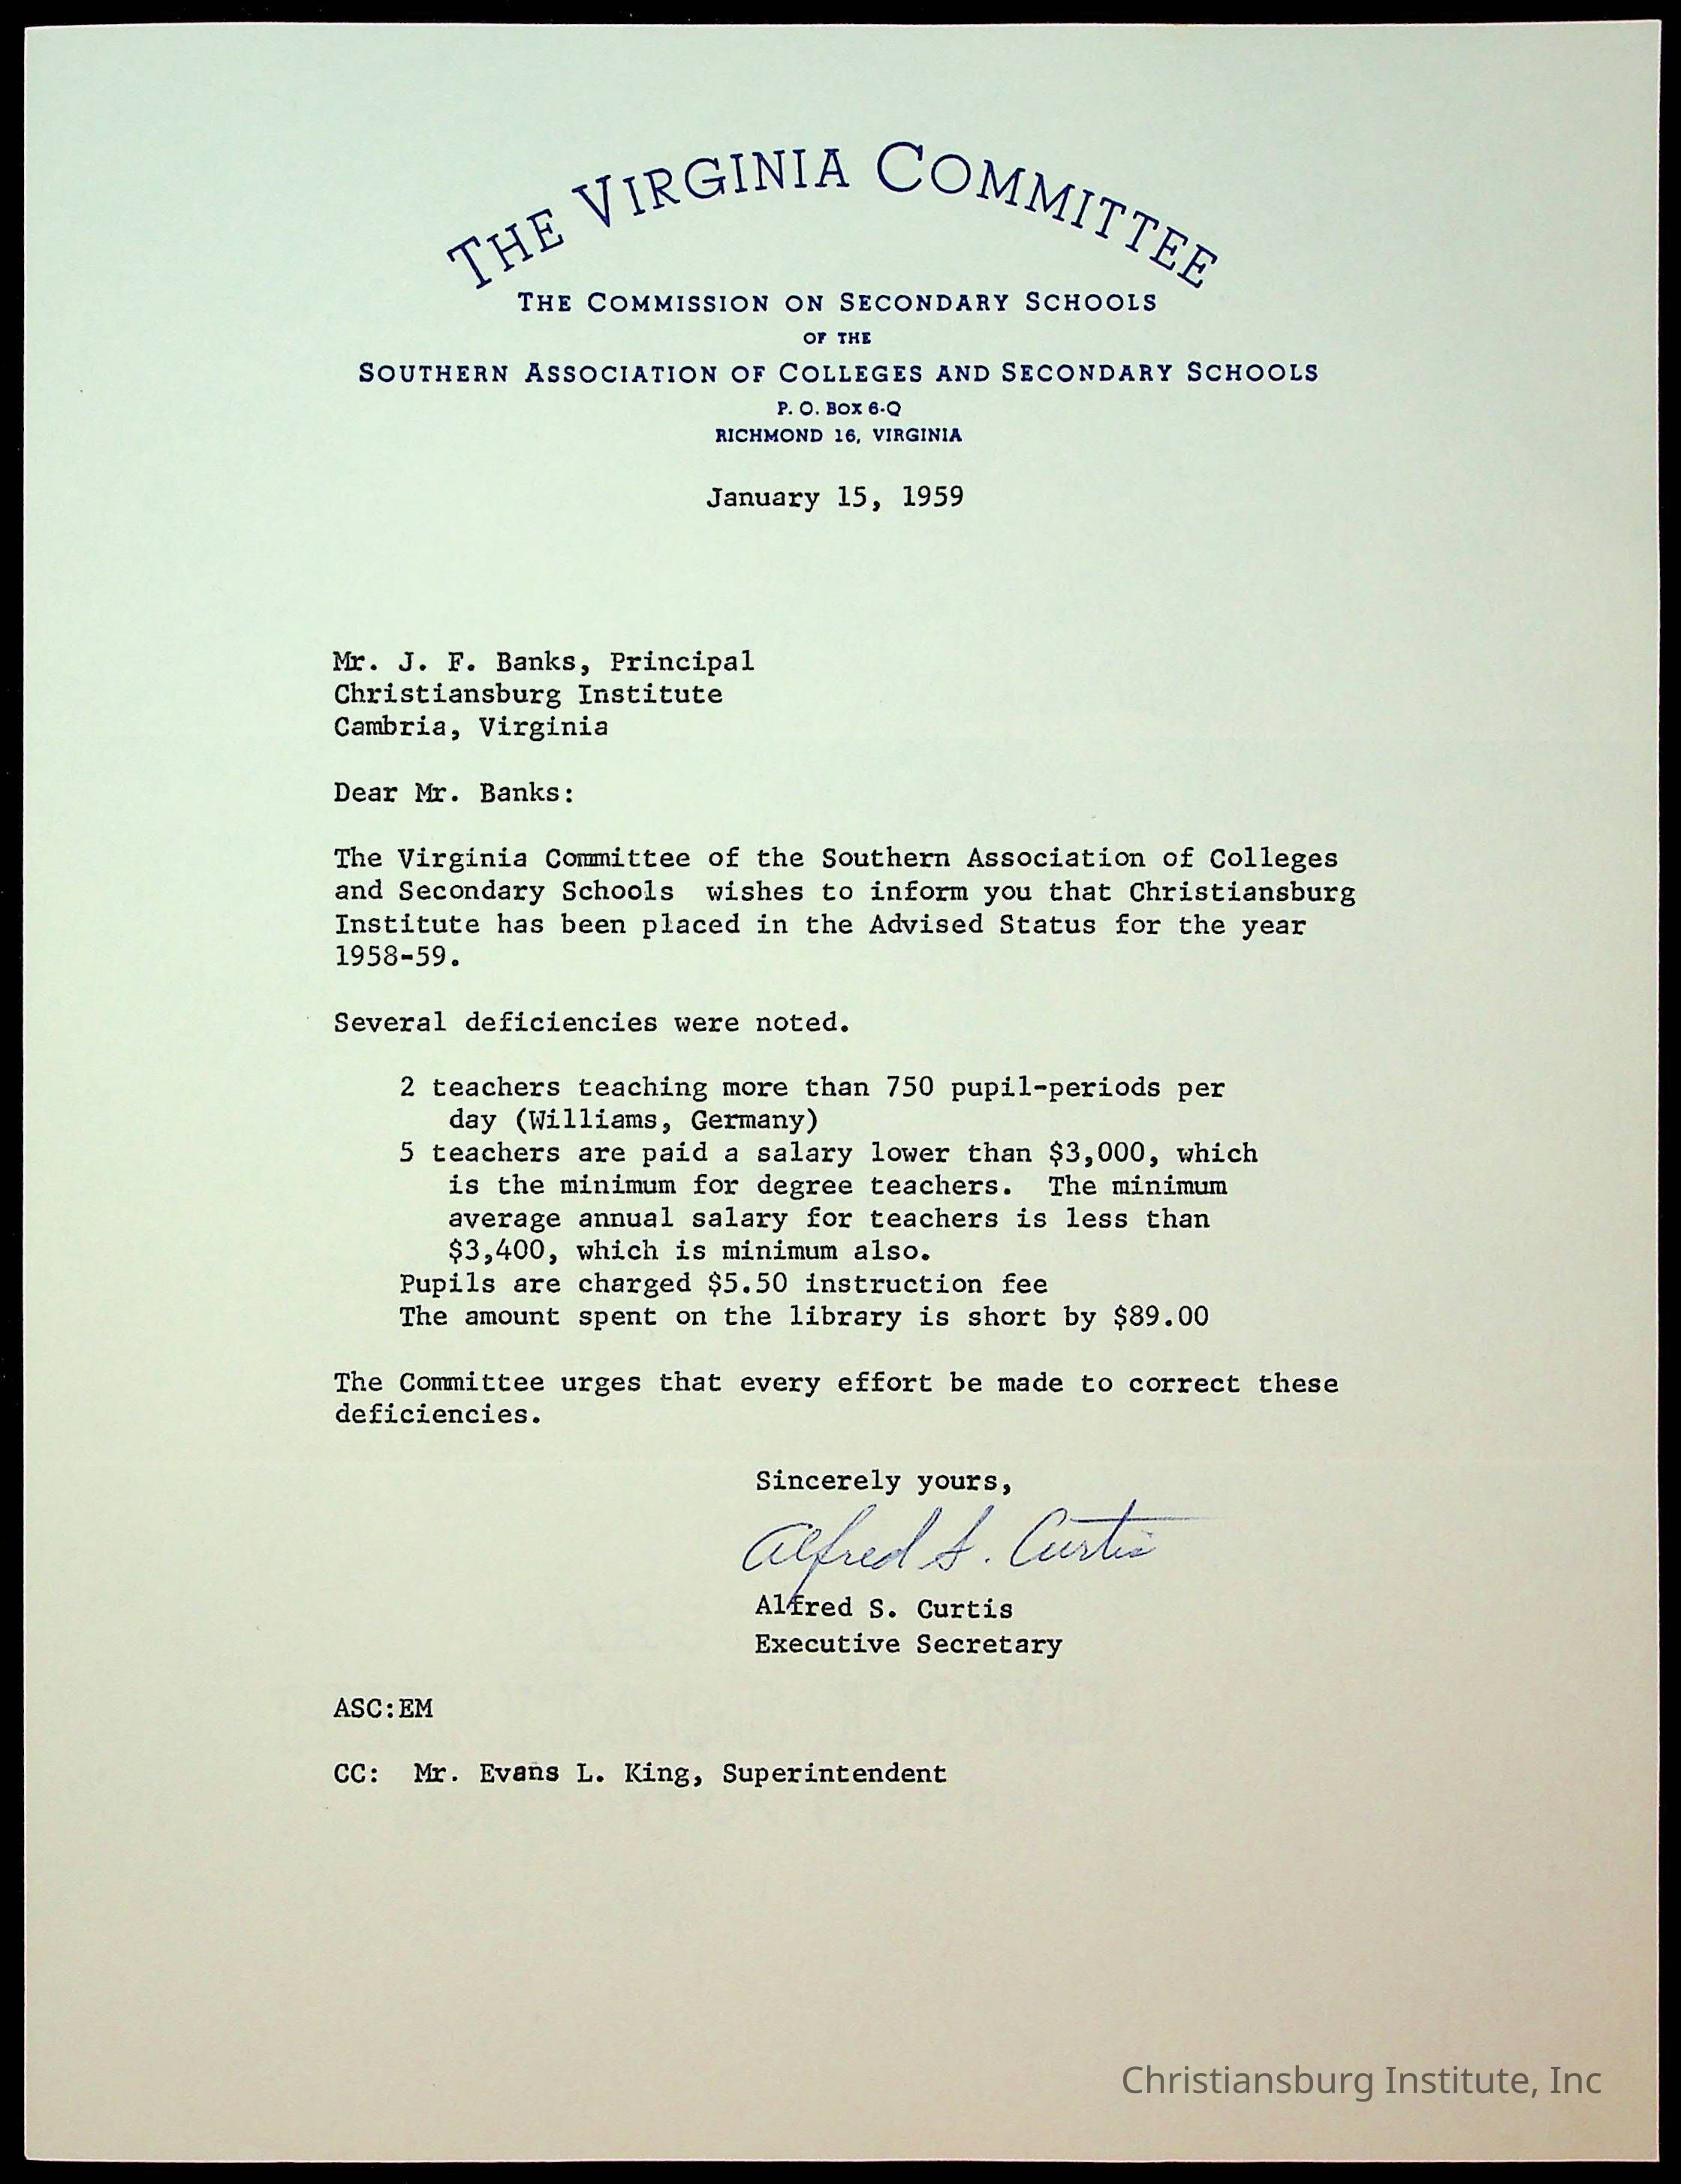 THE VIRGINIA COMMITTEE
THE COMMISSION ON SECONDARY SCHOOLS
OF THE
SOUTHERN ASSOCIATION OF COLLEGES AND SECONDARY SCHOOLS
P. O. BOX 6-Q
RICHMOND 16, VIRGINIA
January 15, 1959
Mr. J. F. Banks, Principal
Christiansburg Institute
Cambria, Virginia
Dear Mr. Banks:
The Virginia Committee of the Southern Association of Colleges
and Secondary Schools  wishes to inform you that Christiansburg
Institute has been placed in the Advised Status for the year
1958-59.
Several deficiencies were noted.
2 teachers teaching more than 750 pupil-periods per
day (Williams, Germany)
5 teachers are paid a salary lower than $3,000, which
is the minimum for degree teachers.  The minimum
average annual salary for teachers is less than
$3,400, which is minimum also.
Pupils are charged $5.50 instruction fee
The amount spent on the library is short by $89.00
The Committee urges that every effort be made to correct these
deficiencies.
Sincerely yours,
Alfred S. Curtis
Alfred S. Curtis
Executive Secretary
ASC:EM
CC:  Mr. Evans L. King, Superintendent
Christiansburg Institute, Inc